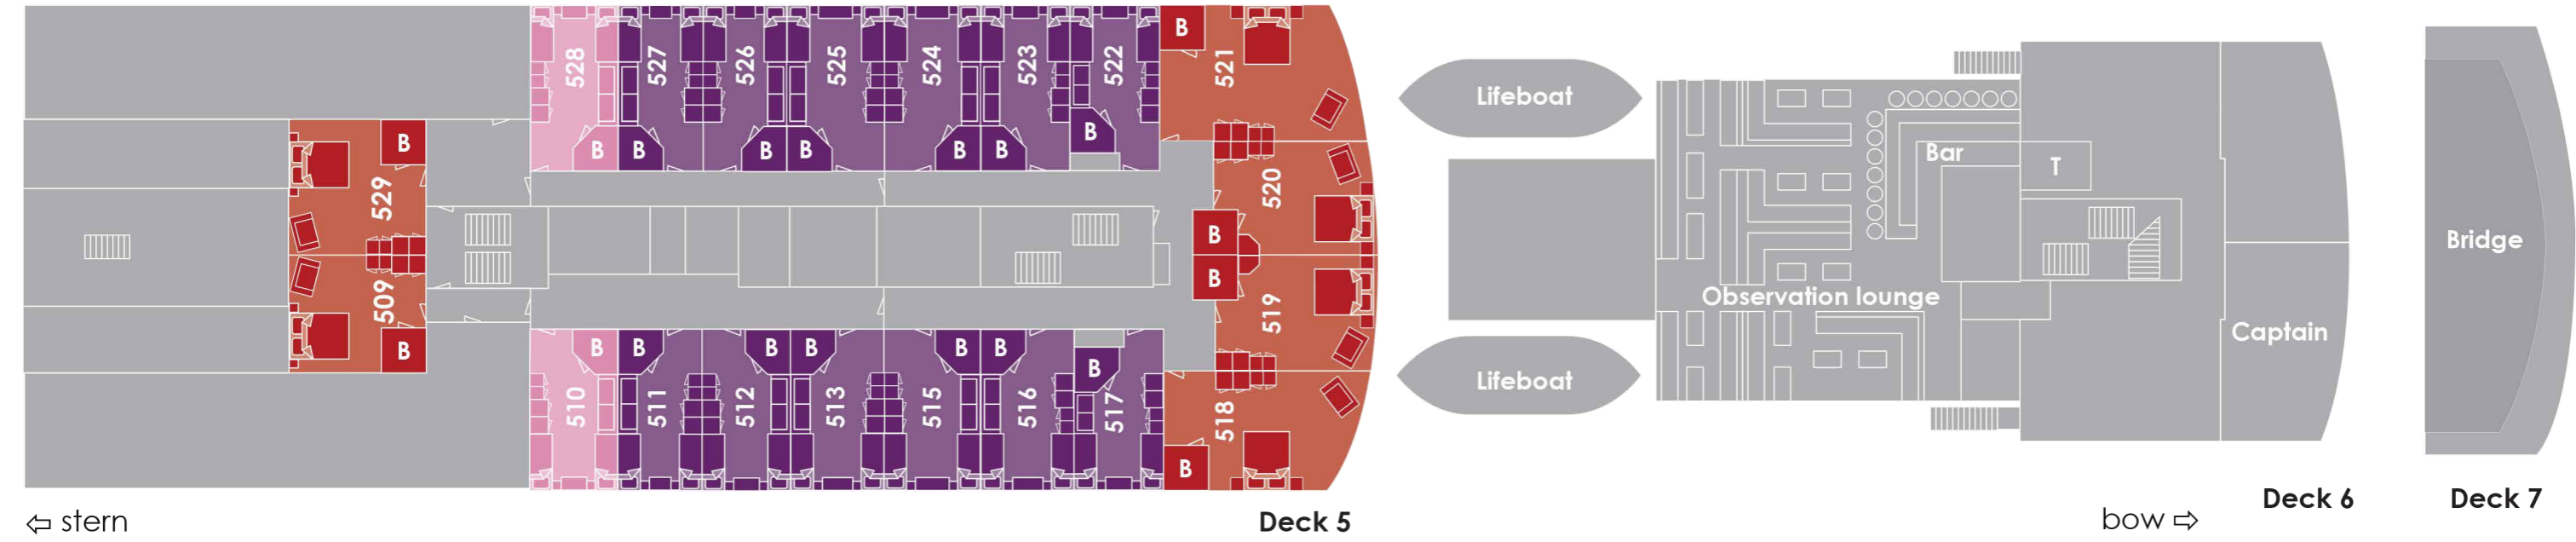 528
527
526
525
524
523
522
B
521
B
B
B
B
B
B
B
B
529
520
B
B
509
519
B
B
B
B
B
B
B
B
B
510
511
512
513
515
516
517
518
B
Lifeboat
Lifeboat
Bar
T
Observation lounge
Captain
Bridge
⇦ stern
Deck 5
bow ⇨
Deck 6
Deck 7